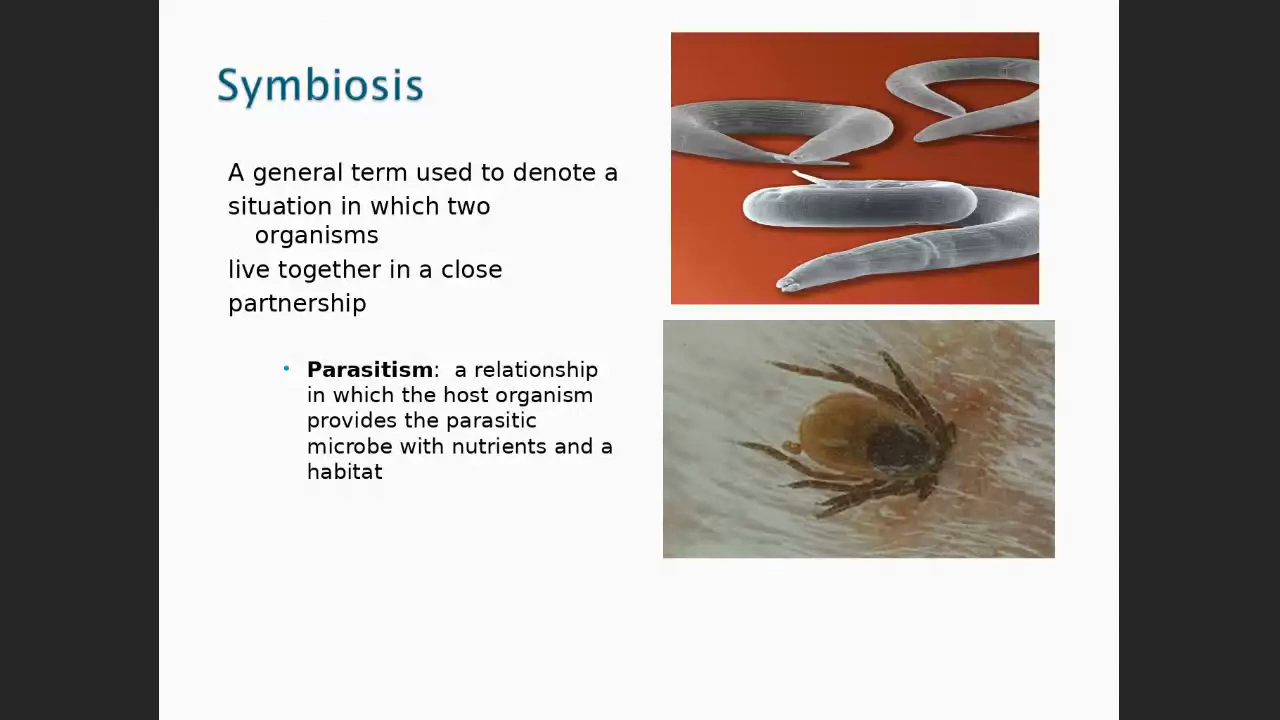 Symbiosis
A general term used to denote a
situation in which two
organisms
live together in a close
partnership
• Parasitism:  a relationship
in which the host organism
provides the parasitic
microbe with nutrients and a
habitat